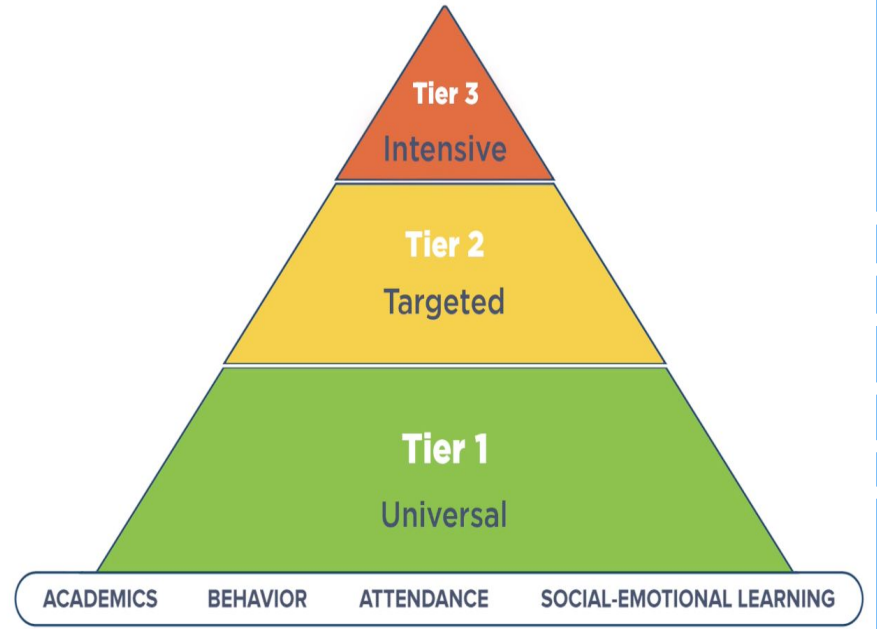 Tier 3
Intensive
Tier 2
Targeted
Tier 1
Universal
ACADEMICS BEHAVIOR ATTENDANCE SOCIAL-EMOTIONAL LEARNING